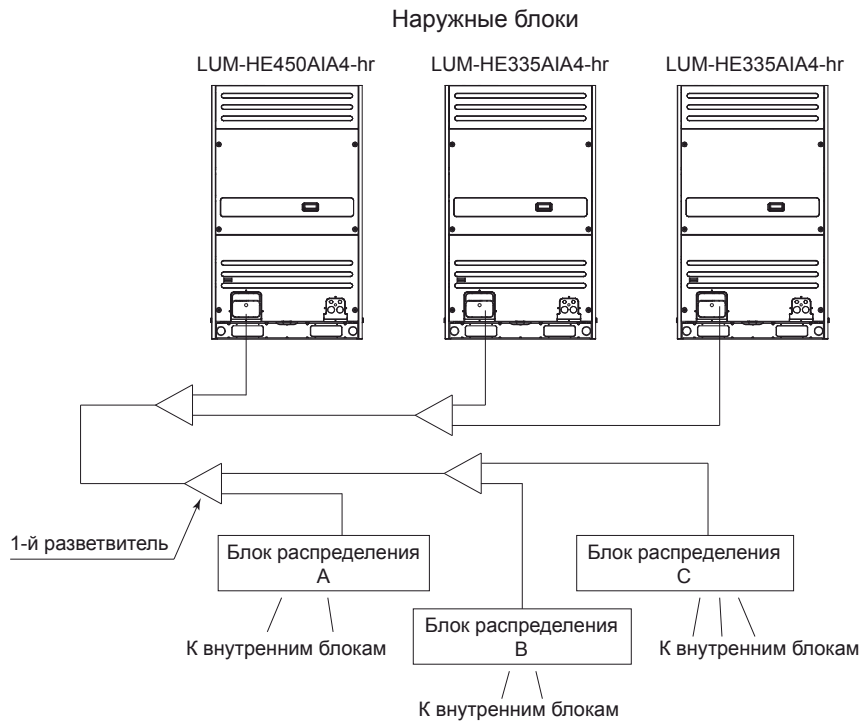 Наружные блоки
LUM-HE450AIA4-hr
LUM-HE335AIA4-hr
LUM-HE335AIA4-hr
1-й разветвитель
Блок распределения
A
К внутренним блокам
Блок распределения
B
К внутренним блокам
Блок распределения
C
К внутренним блокам